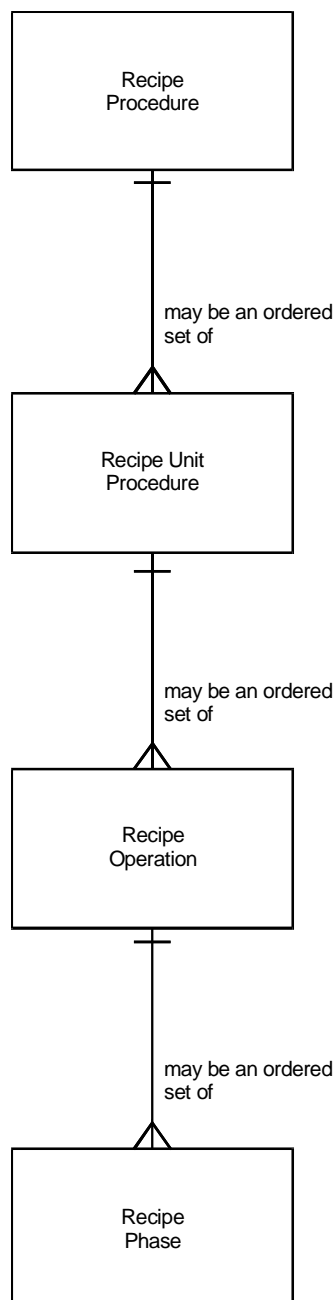 Recipe
Procedure
may be an ordered
set of
Recipe Unit
Procedure
may be an ordered
set of
Recipe
Operation
may be an ordered
set of
Recipe
Phase